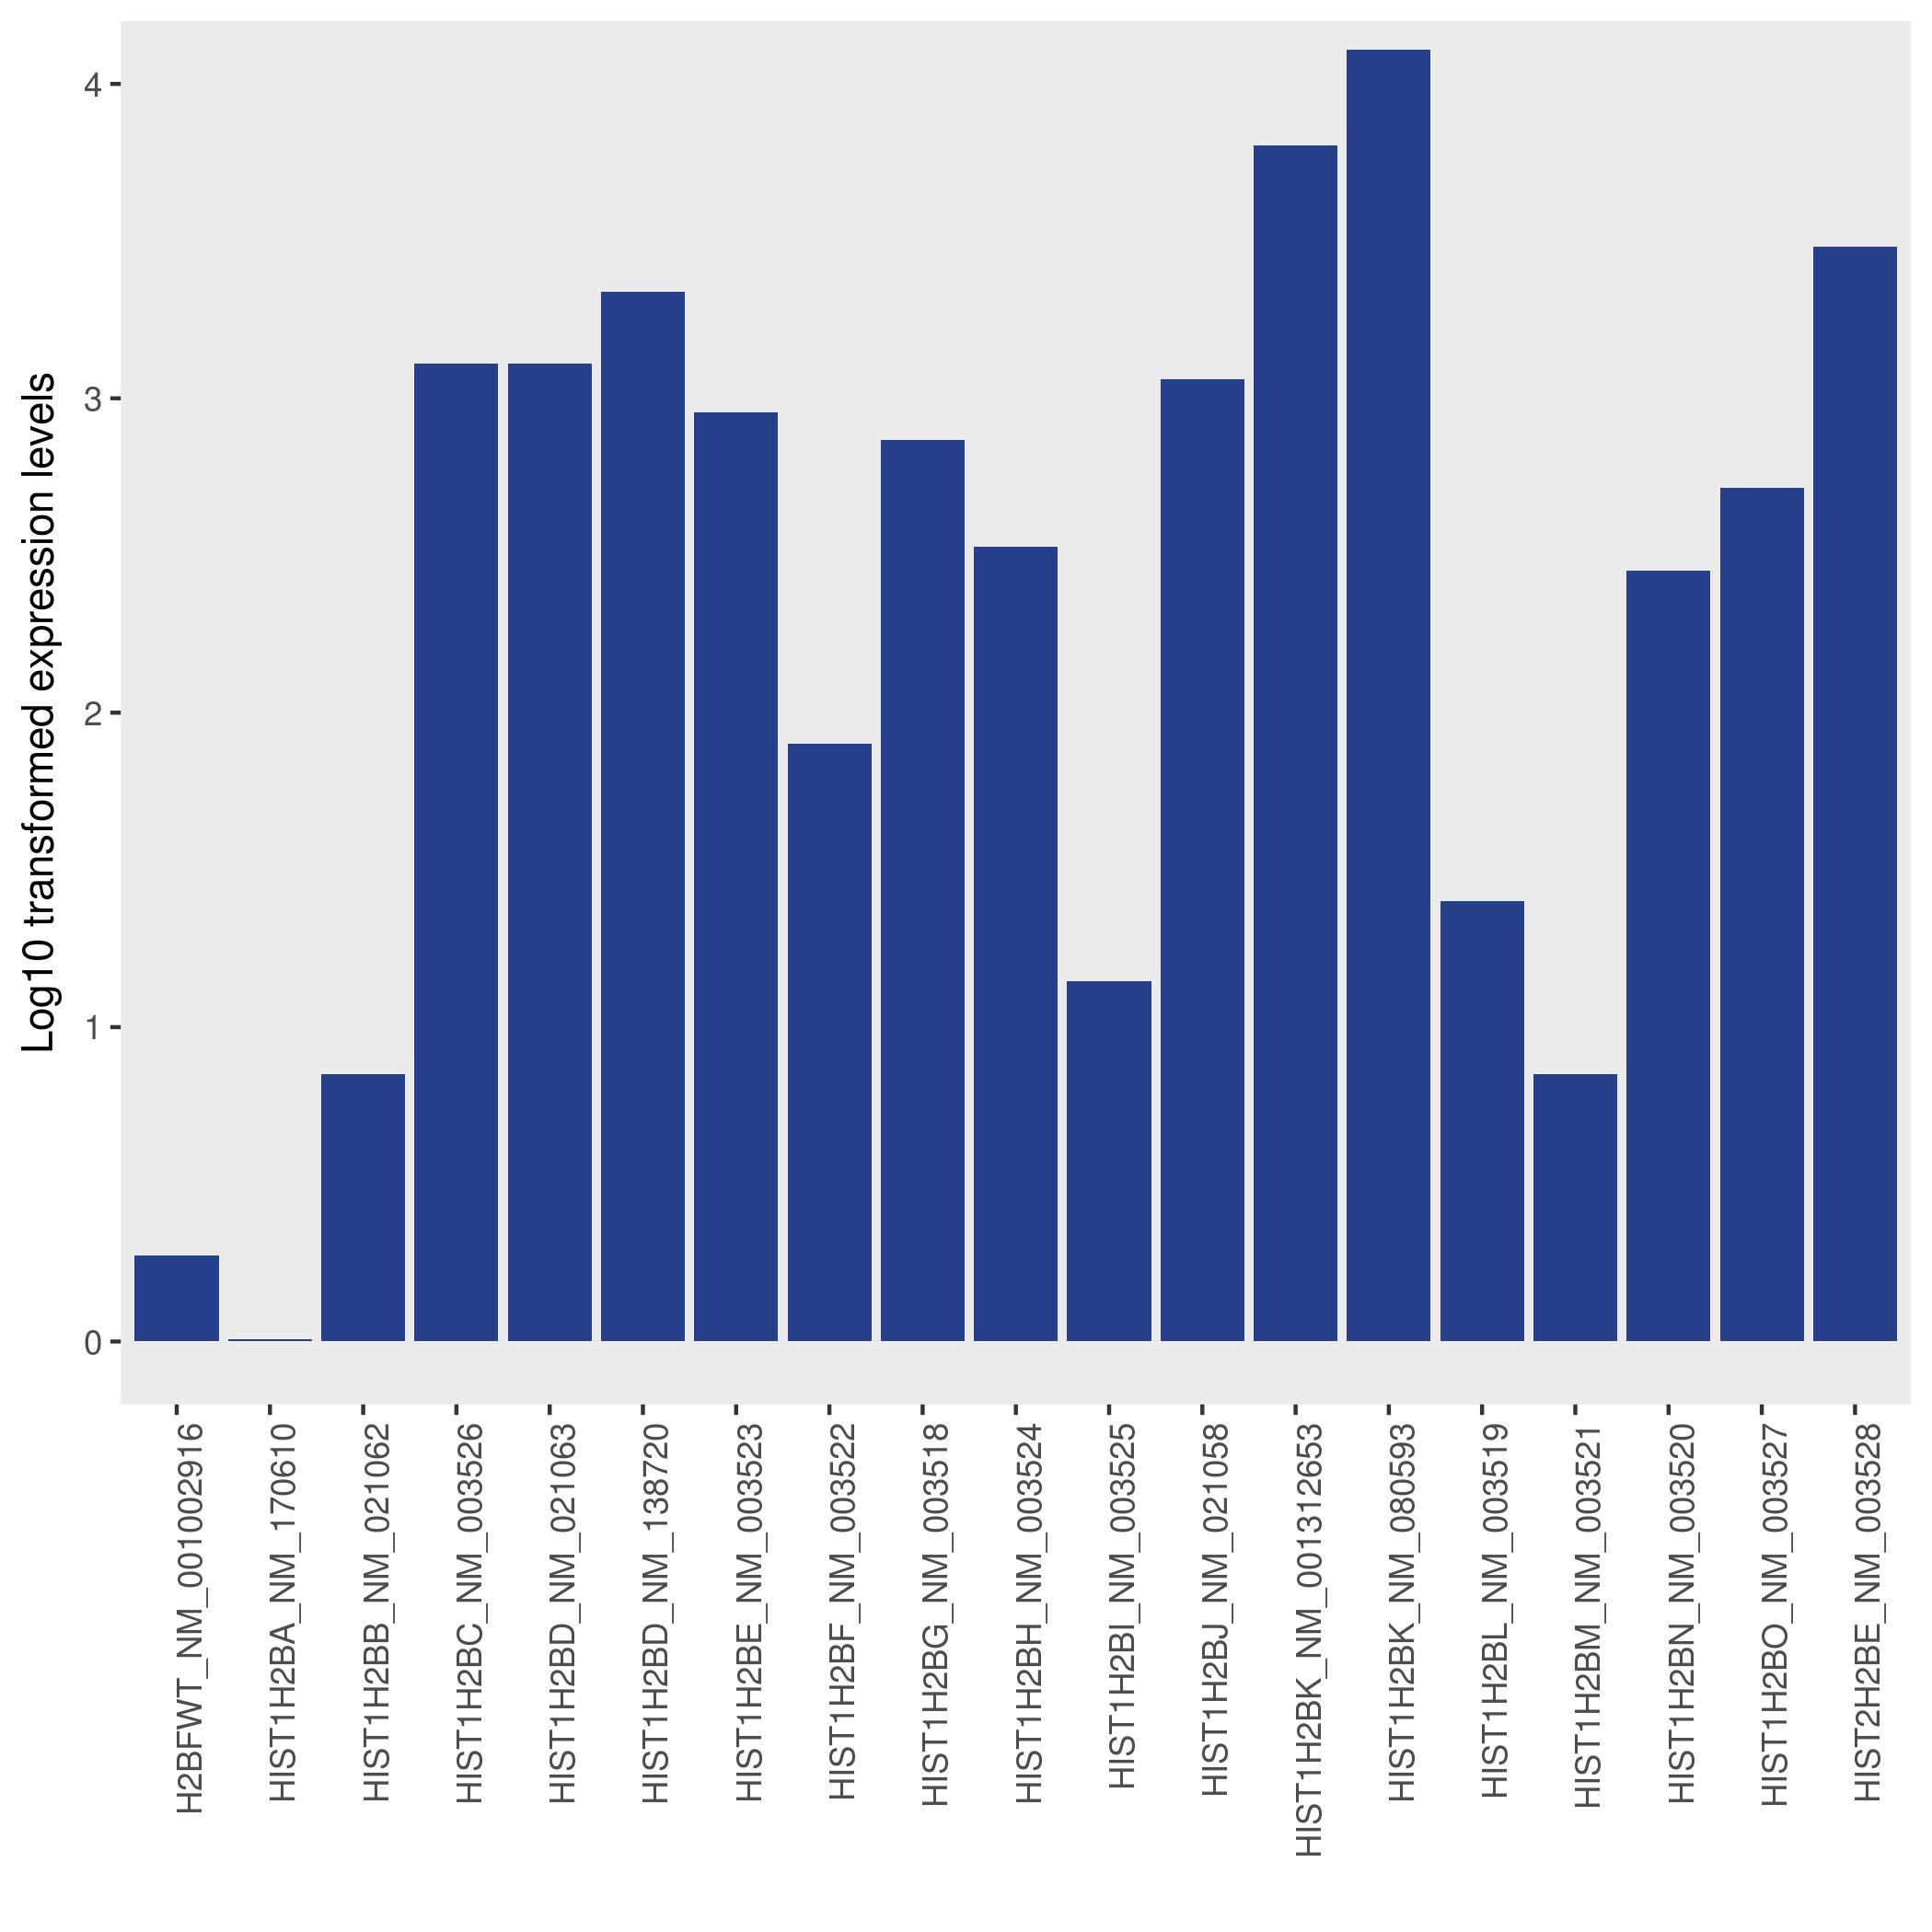 Log10 transformed expression levels
4
3
2
1
0
H2BFWT_NM_001002916
HIST1H2BA_NM_170610
HIST1H2BB_NM_021062
HIST1H2BC_NM_003526
HIST1H2BD_NM_021063
HIST1H2BD_NM_138720
HIST1H2BE_NM_003523
HIST1H2BF_NM_003522
HIST1H2BG_NM_003518
HIST1H2BH_NM_003524
HIST1H2BI_NM_003525
HIST1H2BJ_NM_021058
HIST1H2BK_NM_001312653
HIST1H2BK_NM_080593
HIST1H2BL_NM_003519
HIST1H2BM_NM_003521
HIST1H2BN_NM_003520
HIST1H2BO_NM_003527
HIST2H2BE_NM_003528